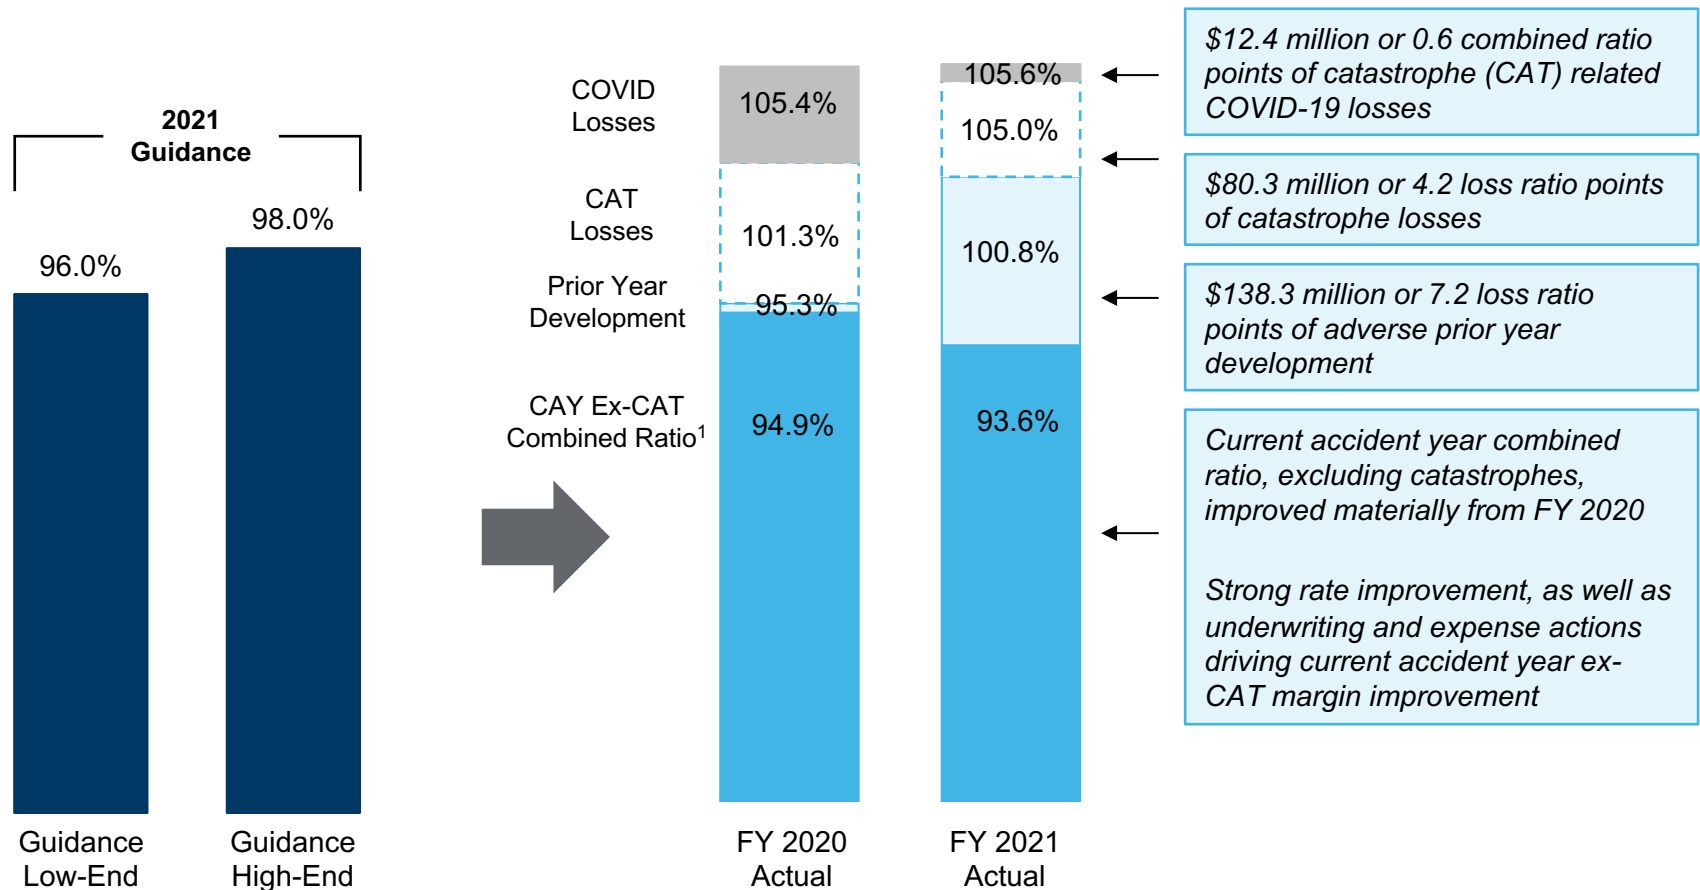 2021
Guidance
96.0%
98.0%
Guidance
Low-End
Guidance
High-End
COVID
Losses
CAT
Losses
Prior Year
Development
CAY Ex-CAT
Combined Ratio1
105.4%
101.3%
95.3%
94.9%
FY 2020
Actual
105.6%
105.0%
100.8%
93.6%
FY 2021
Actual
$12.4 million or 0.6 combined ratio
points of catastrophe (CAT) related
COVID-19 losses
$80.3 million or 4.2 loss ratio points
of catastrophe losses
$138.3 million or 7.2 loss ratio
points of adverse prior year
development
Current accident year combined
ratio, excluding catastrophes,
improved materially from FY 2020
Strong rate improvement, as well as
underwriting and expense actions
driving current accident year ex-
CAT margin improvement